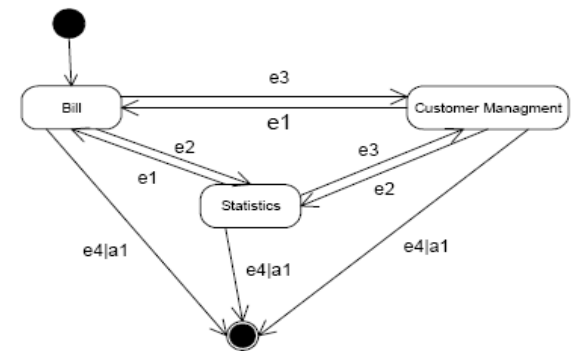 e3
Bill
Customer Managment
e1
e2
e3
e1
e2
Statistics
e4|a1
e4|a1
e4|a1